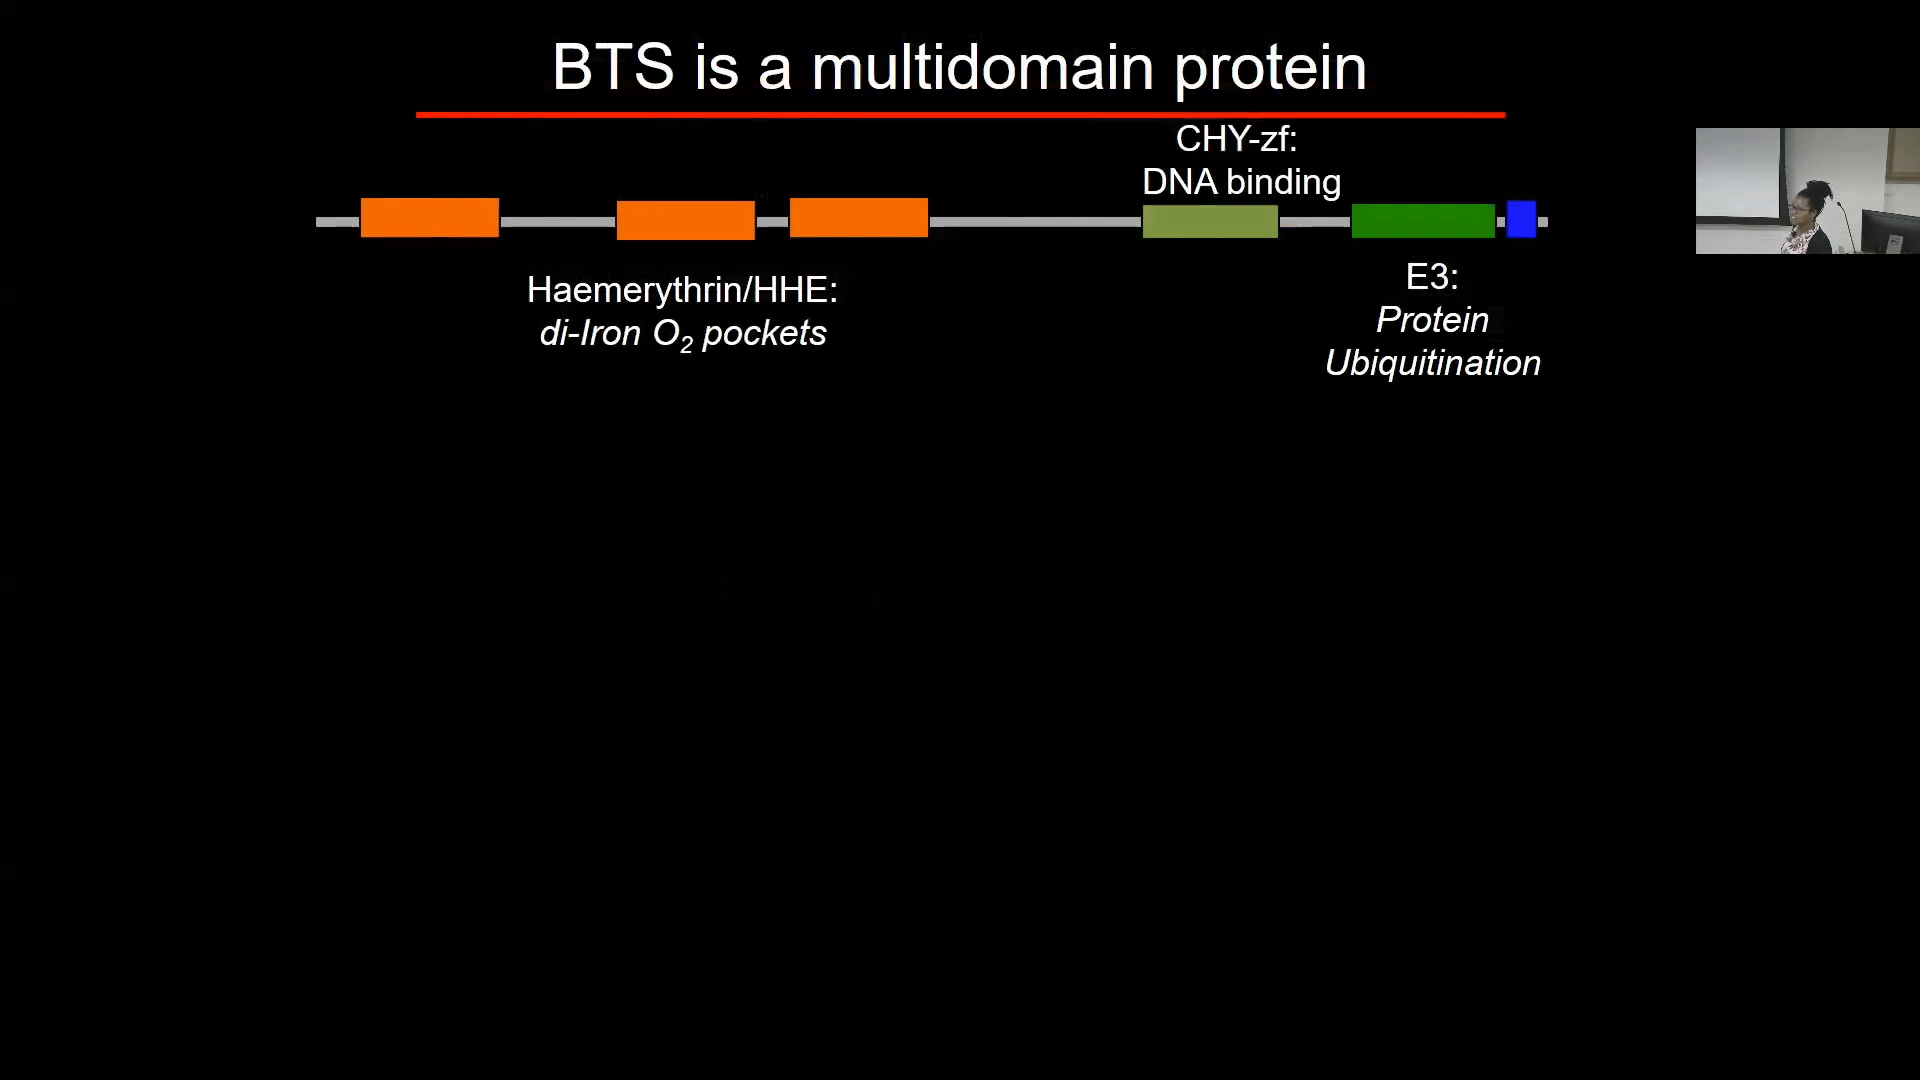 BTS is a multidomain protein
CHY-zf:
DNA binding
Haemerythrin/HHE:
di-Iron O₂ pockets
E3:
Protein
Ubiquitination